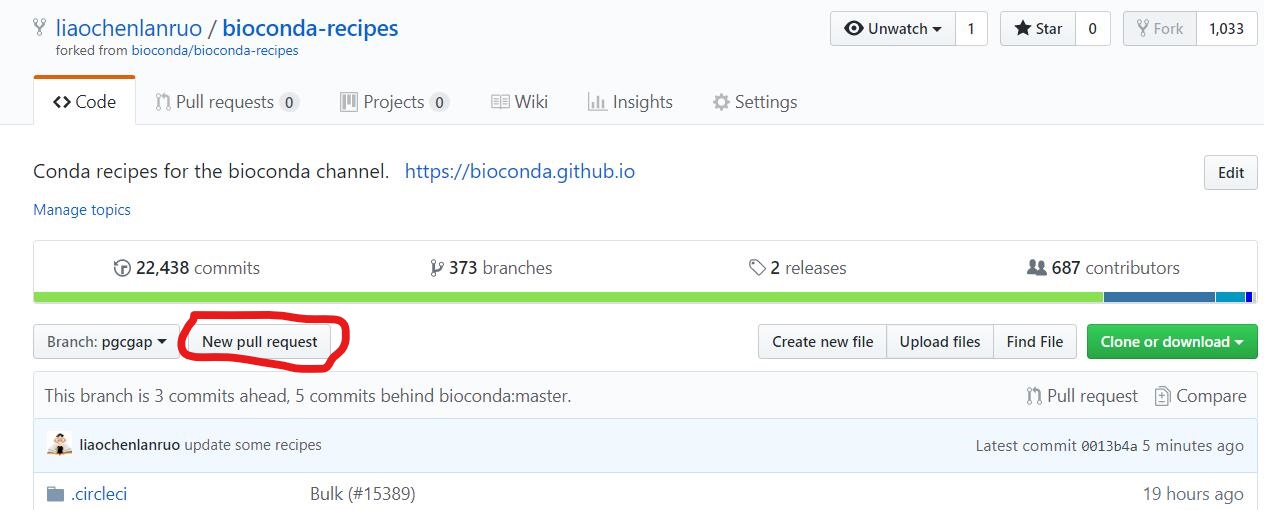 liaochenlanruo / bioconda-recipes
Unwatch 1 Star 0 Fork 1,033
forked from bioconda/bioconda-recipes
Code Pull requests 0 Projects 0 Wiki Insights Settings
Conda recipes for the bioconda channel. https://bioconda.github.io
Edit
Manage topics
22,438 commits 373 branches 2 releases 687 contributors
Branch: pgcgap New pull request Create new file Upload files Find File Clone or download
This branch is 3 commits ahead, 5 commits behind bioconda:master. Pull request Compare
liaochenlanruo update some recipes Latest commit 0013b4a 5 minutes ago
.circleci Bulk (#15389) 19 hours ago